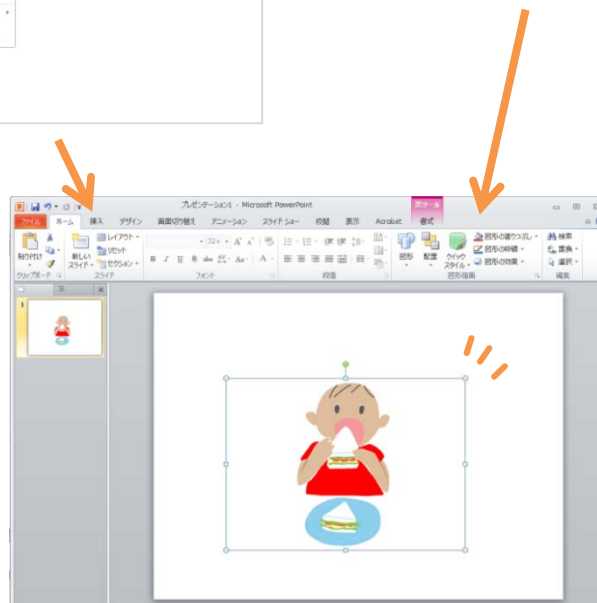 プレゼンテーション1 - Microsoft PowerPoint
ファイル ホーム 挿入 デザイン 画面切り替え アニメーション スライド ショー 校閲 表示 Acrobat 書式
貼り付け
新しい
スライド
レイアウト
リセット
セクション
32
B I U S abc AV Aa A
図形
配置
クイック
スタイル
図形の塗りつぶし
図形の枠線
図形の効果
検索
置換
選択
クリップボード スライド フォント 段落 図形描画 編集
1